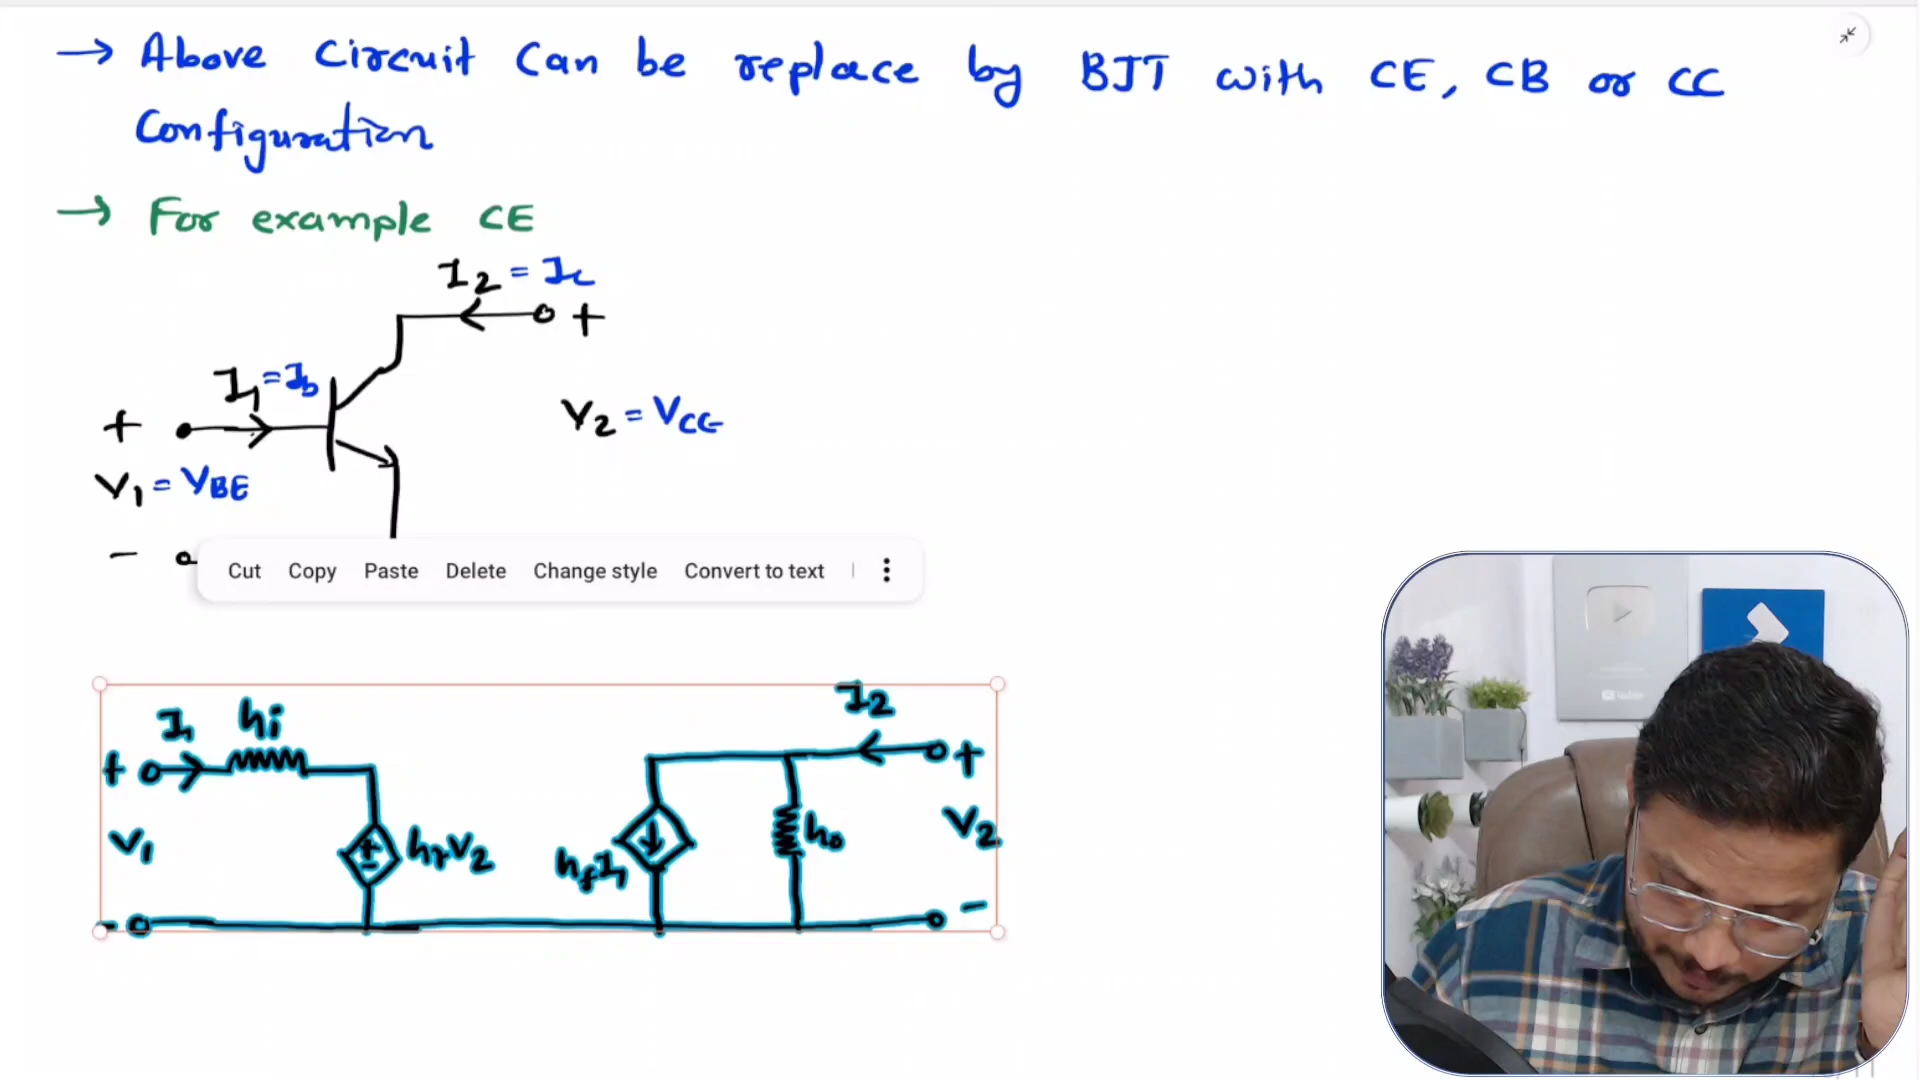 → Above Circuit Can be replace by BJT with CE, CB or CC
Configuration
→ For example CE
I2 = Ic
+
I1 = Ib
+
V2 = VCE
V1 = VBE
-
Cut Copy Paste Delete Change style Convert to text
I1 hi
I2
+
+
V1
hrV2
hfI1
ho
V2
-
-
YouTube